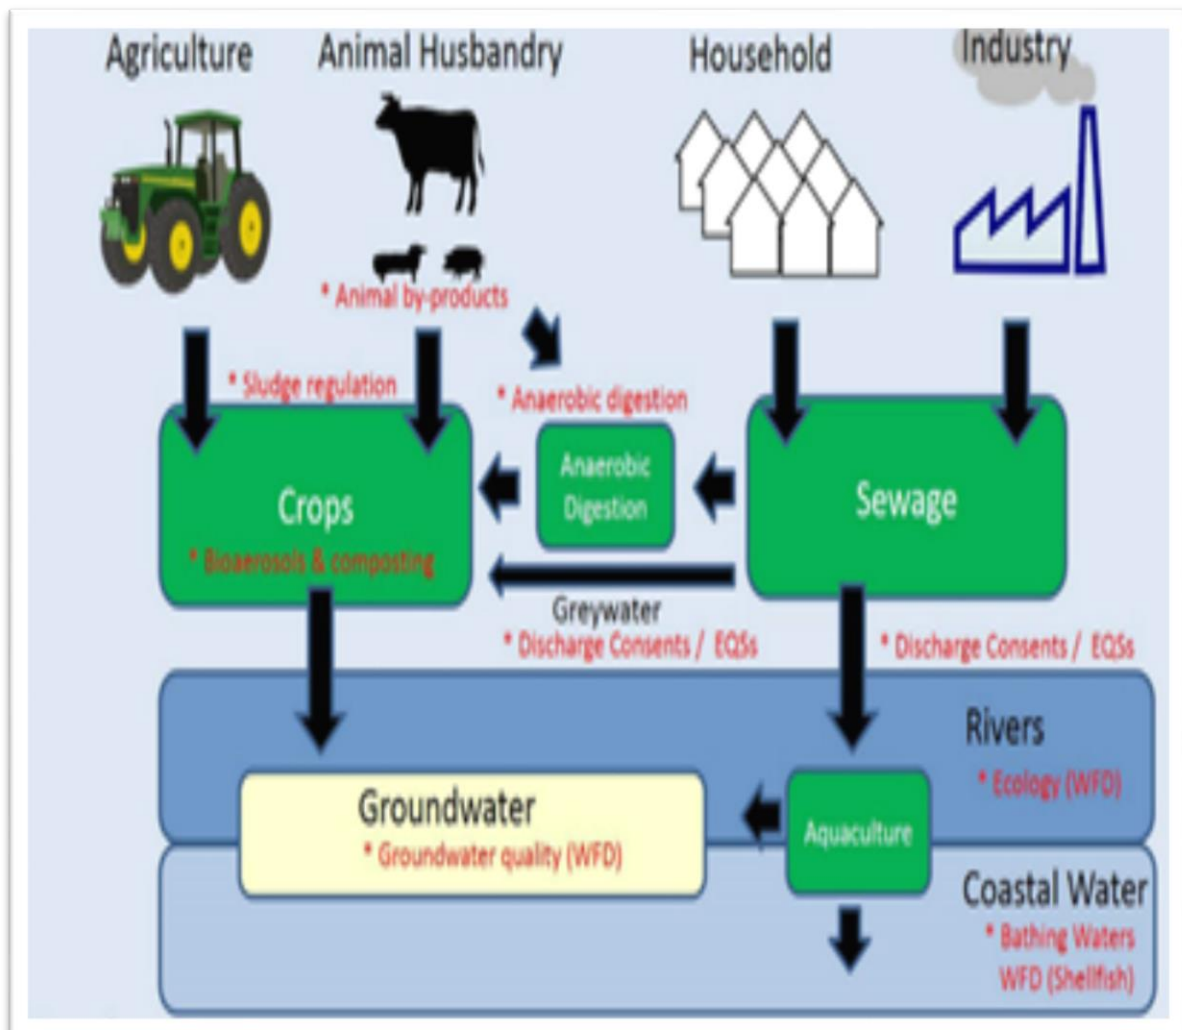 Agriculture
Animal Husbandry
Household
Industry
* Animal by-products
* Sludge regulation
* Anaerobic digestion
Anaerobic
Digestion
Crops
Sewage
* Bioaerosols & composting
Greywater
* Discharge Consents / EQSs
* Discharge Consents / EQSs
Rivers
* Ecology (WFD)
Groundwater
* Groundwater quality (WFD)
Aquaculture
Coastal Water
* Bathing Waters
WFD (Shellfish)